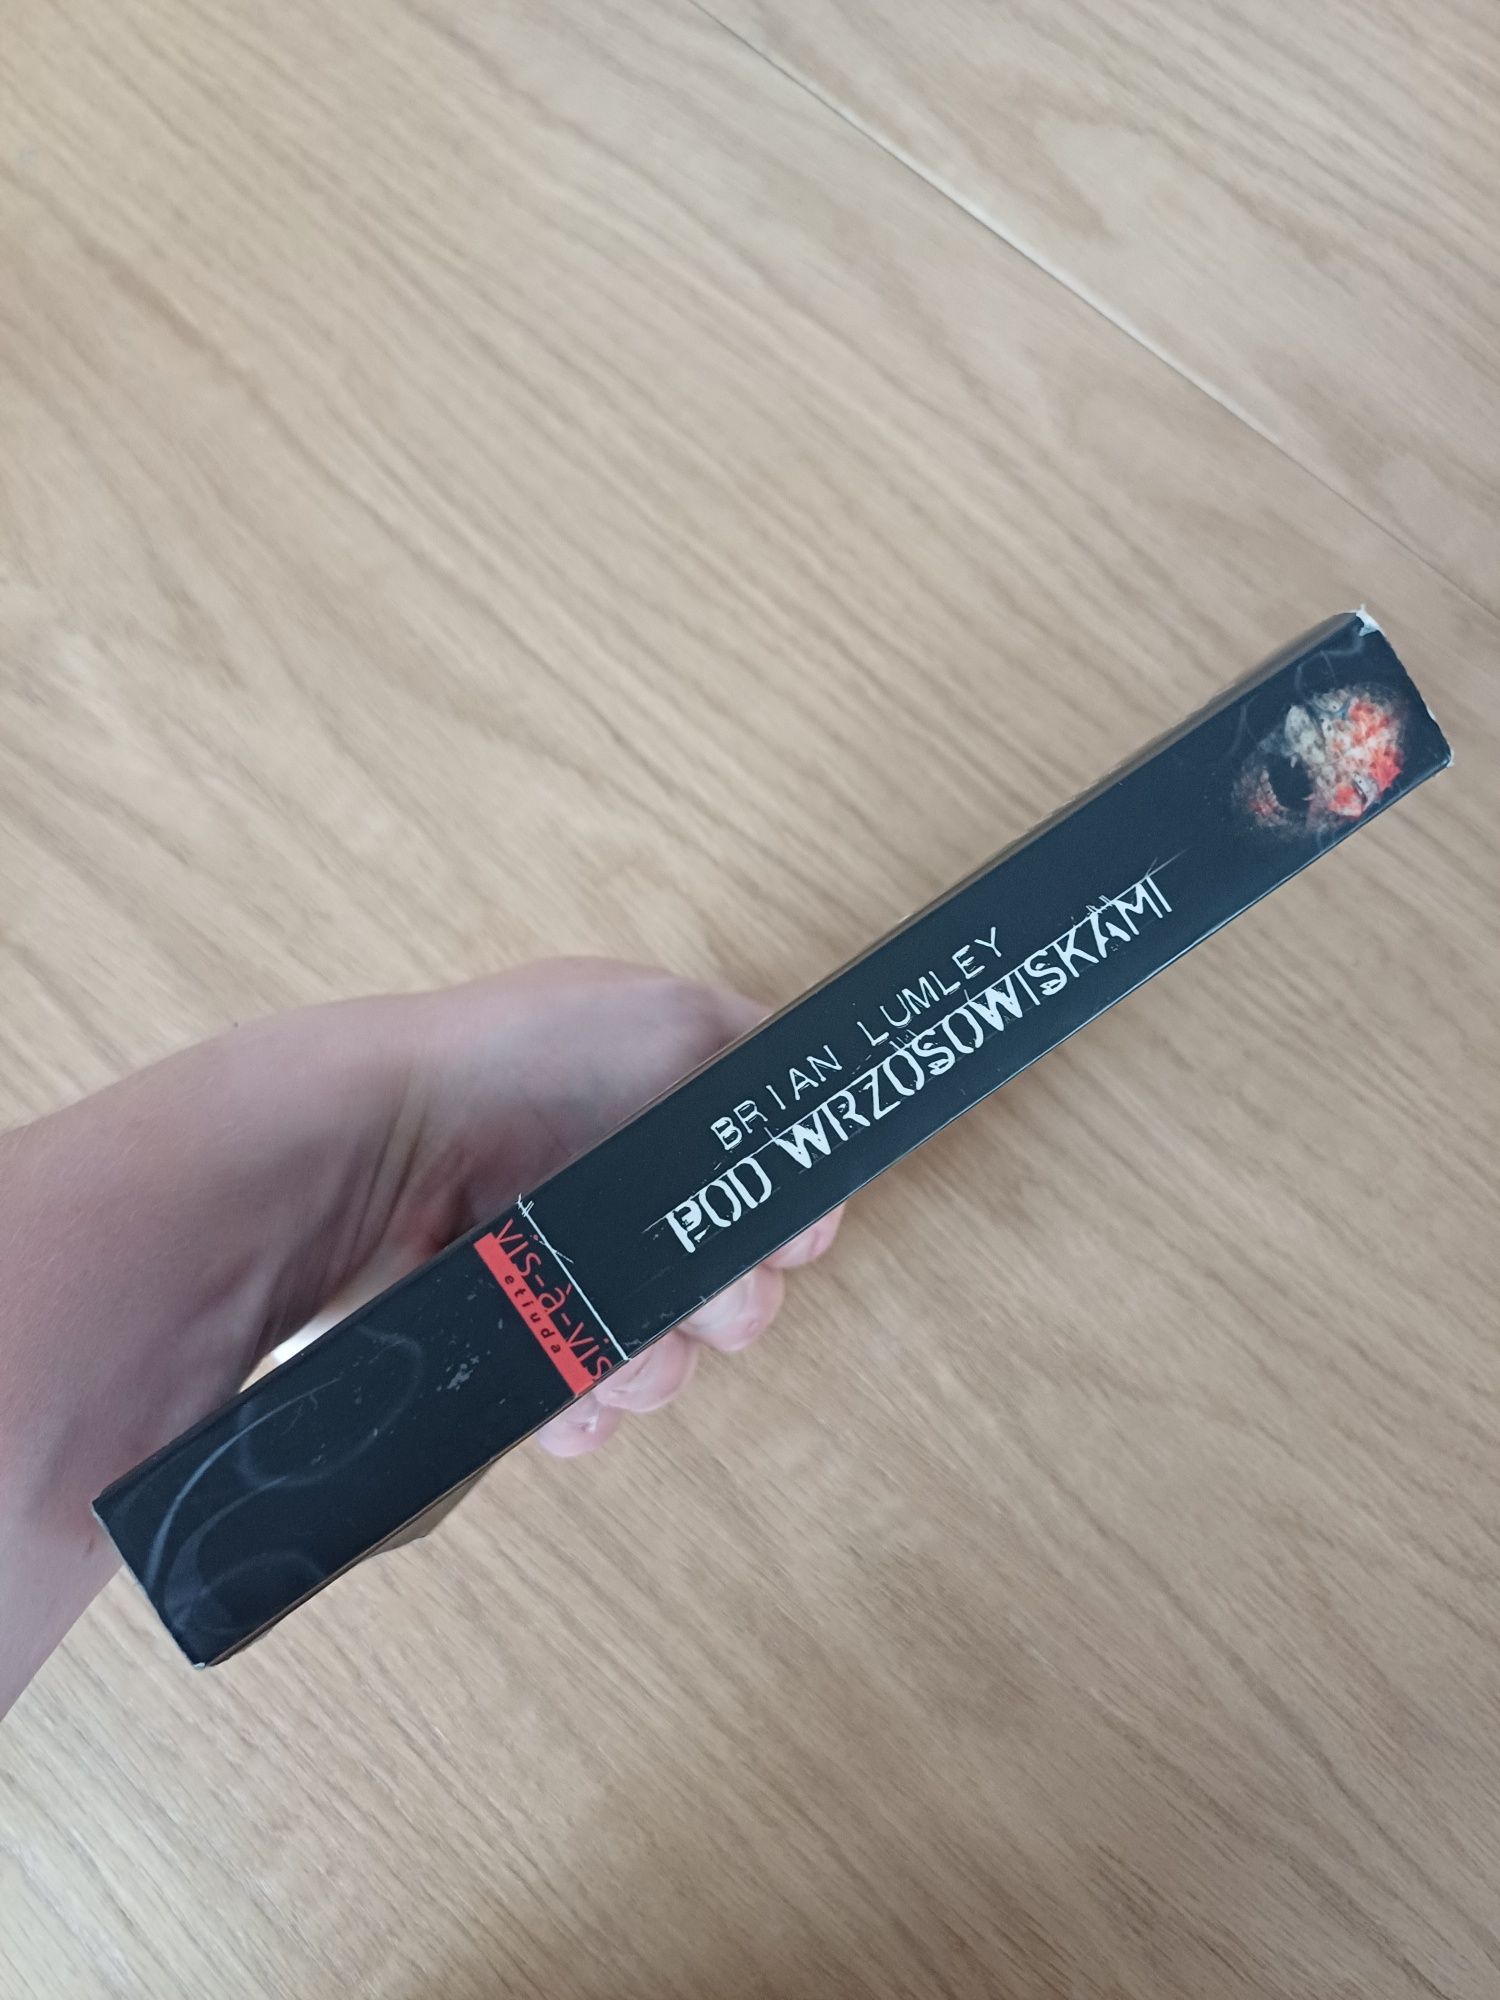 BRIAN LUMLEY
POD WRZOSOWISKAMI
vis-à-vis
etiuda